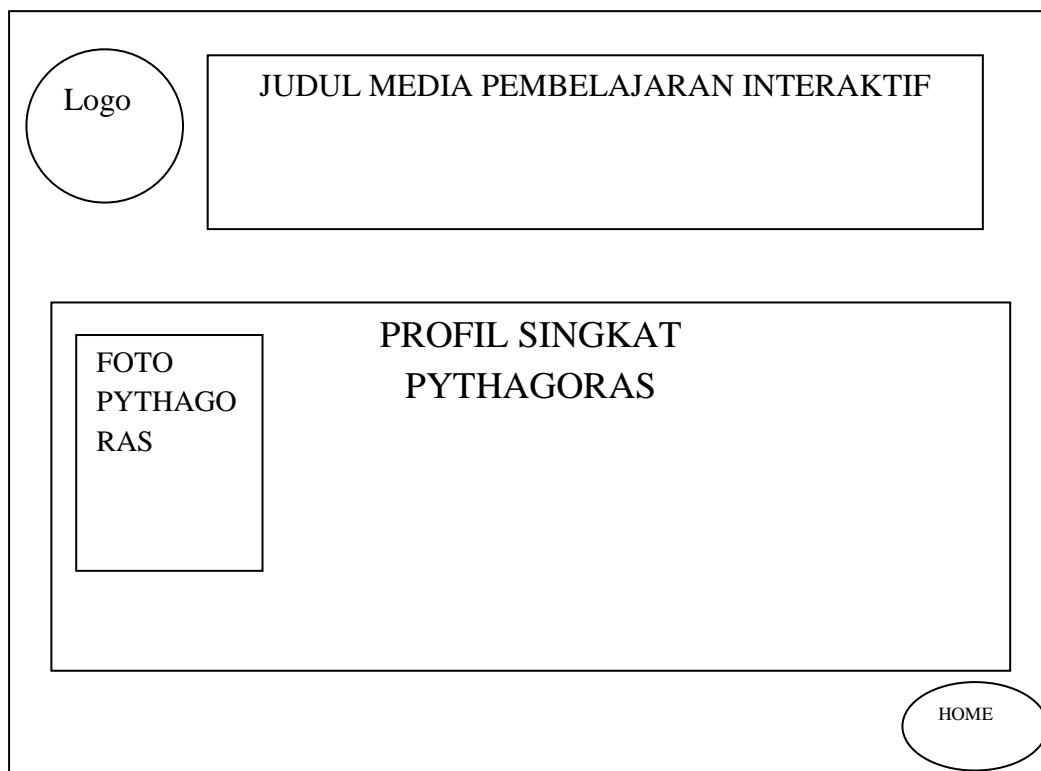 Logo
JUDUL MEDIA PEMBELAJARAN INTERAKTIF
PROFIL SINGKAT
PYTHAGORAS
FOTO
PYTHAGO
RAS
HOME